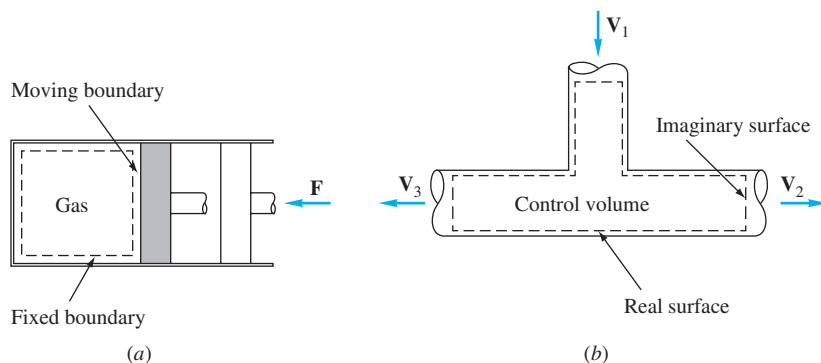 V1
Moving boundary
Imaginary surface
F
V3
V2
Gas
Control volume
Real surface
Fixed boundary
(a)
(b)